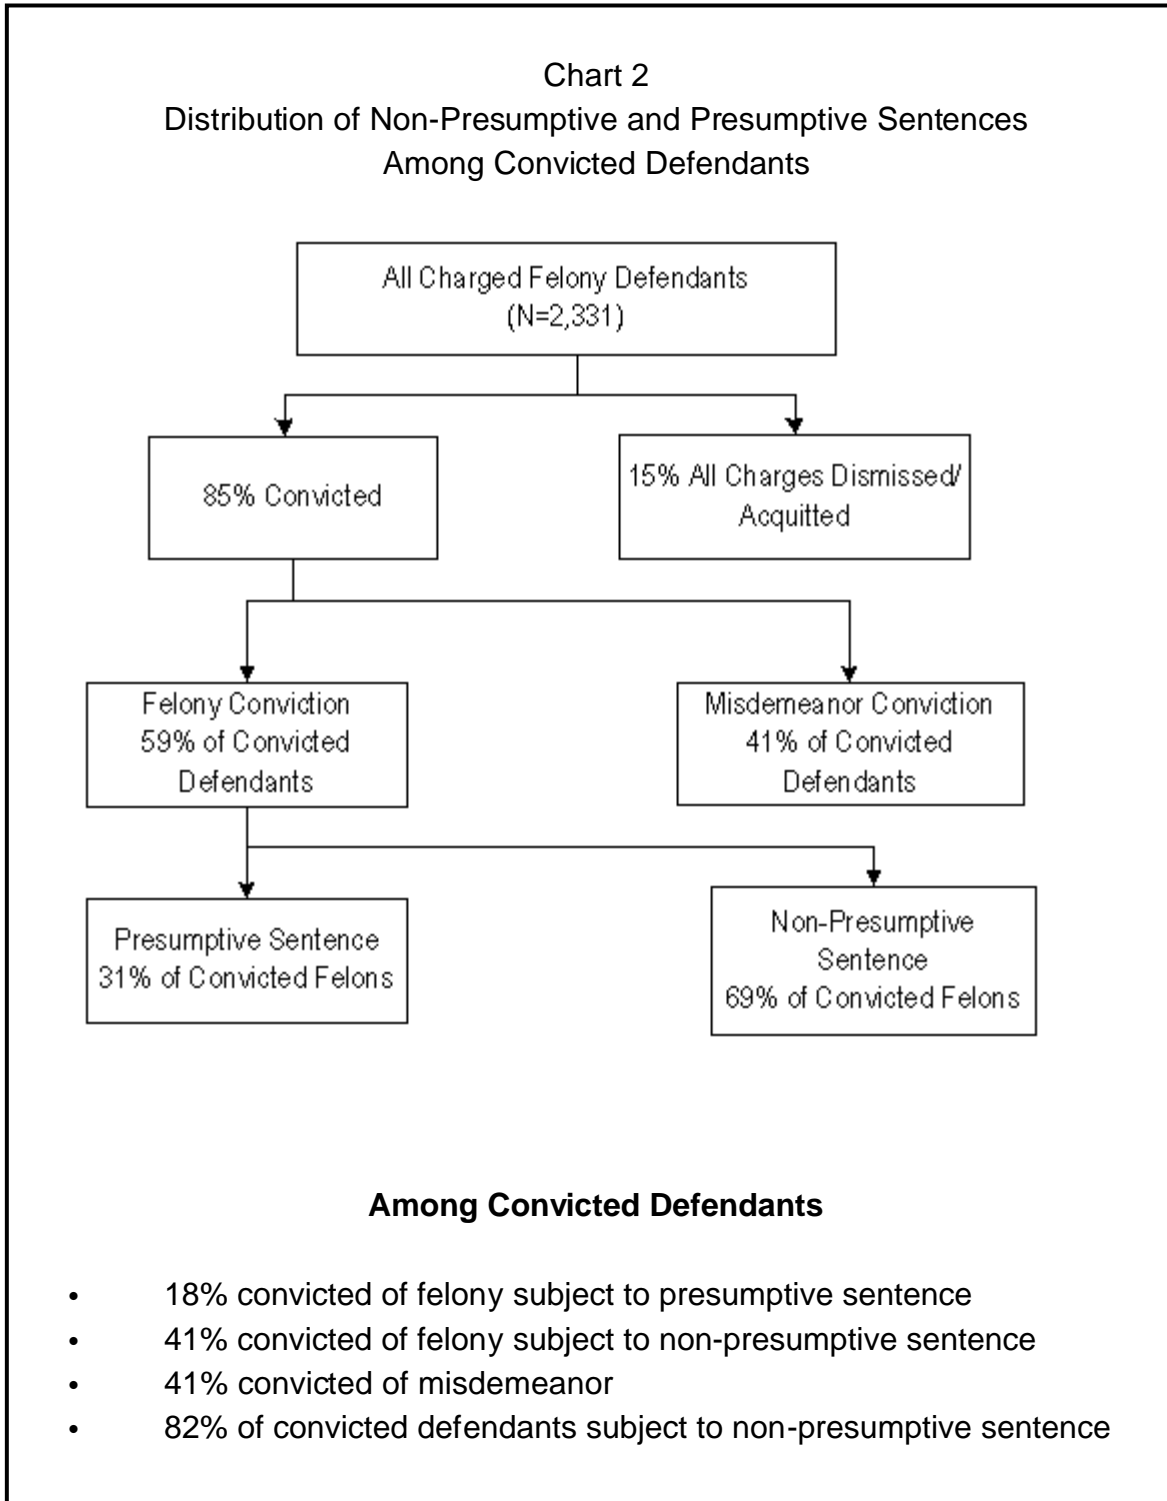 Chart 2
Distribution of Non-Presumptive and Presumptive Sentences
Among Convicted Defendants
All Charged Felony Defendants
(N=2,331)
85% Convicted
15% All Charges Dismissed/
Acquitted
Felony Conviction
59% of Convicted
Defendants
Misdemeanor Conviction
41% of Convicted
Defendants
Presumptive Sentence
31% of Convicted Felons
Non-Presumptive
Sentence
69% of Convicted Felons
Among Convicted Defendants
• 18% convicted of felony subject to presumptive sentence
• 41% convicted of felony subject to non-presumptive sentence
• 41% convicted of misdemeanor
• 82% of convicted defendants subject to non-presumptive sentence